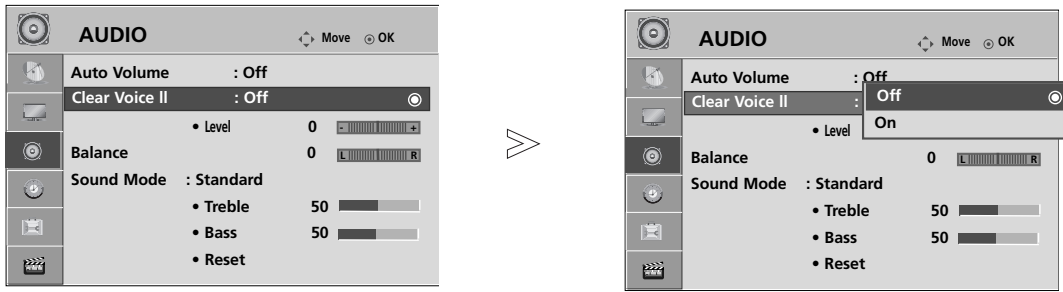 AUDIO Move OK
Auto Volume : Off
Clear Voice II : Off
• Level 0 - +
Balance 0 L R
Sound Mode : Standard
• Treble 50
• Bass 50
• Reset
AUDIO Move OK
Auto Volume : Off
Clear Voice II : Off
On
• Level
Balance 0 L R
Sound Mode : Standard
• Treble 50
• Bass 50
• Reset